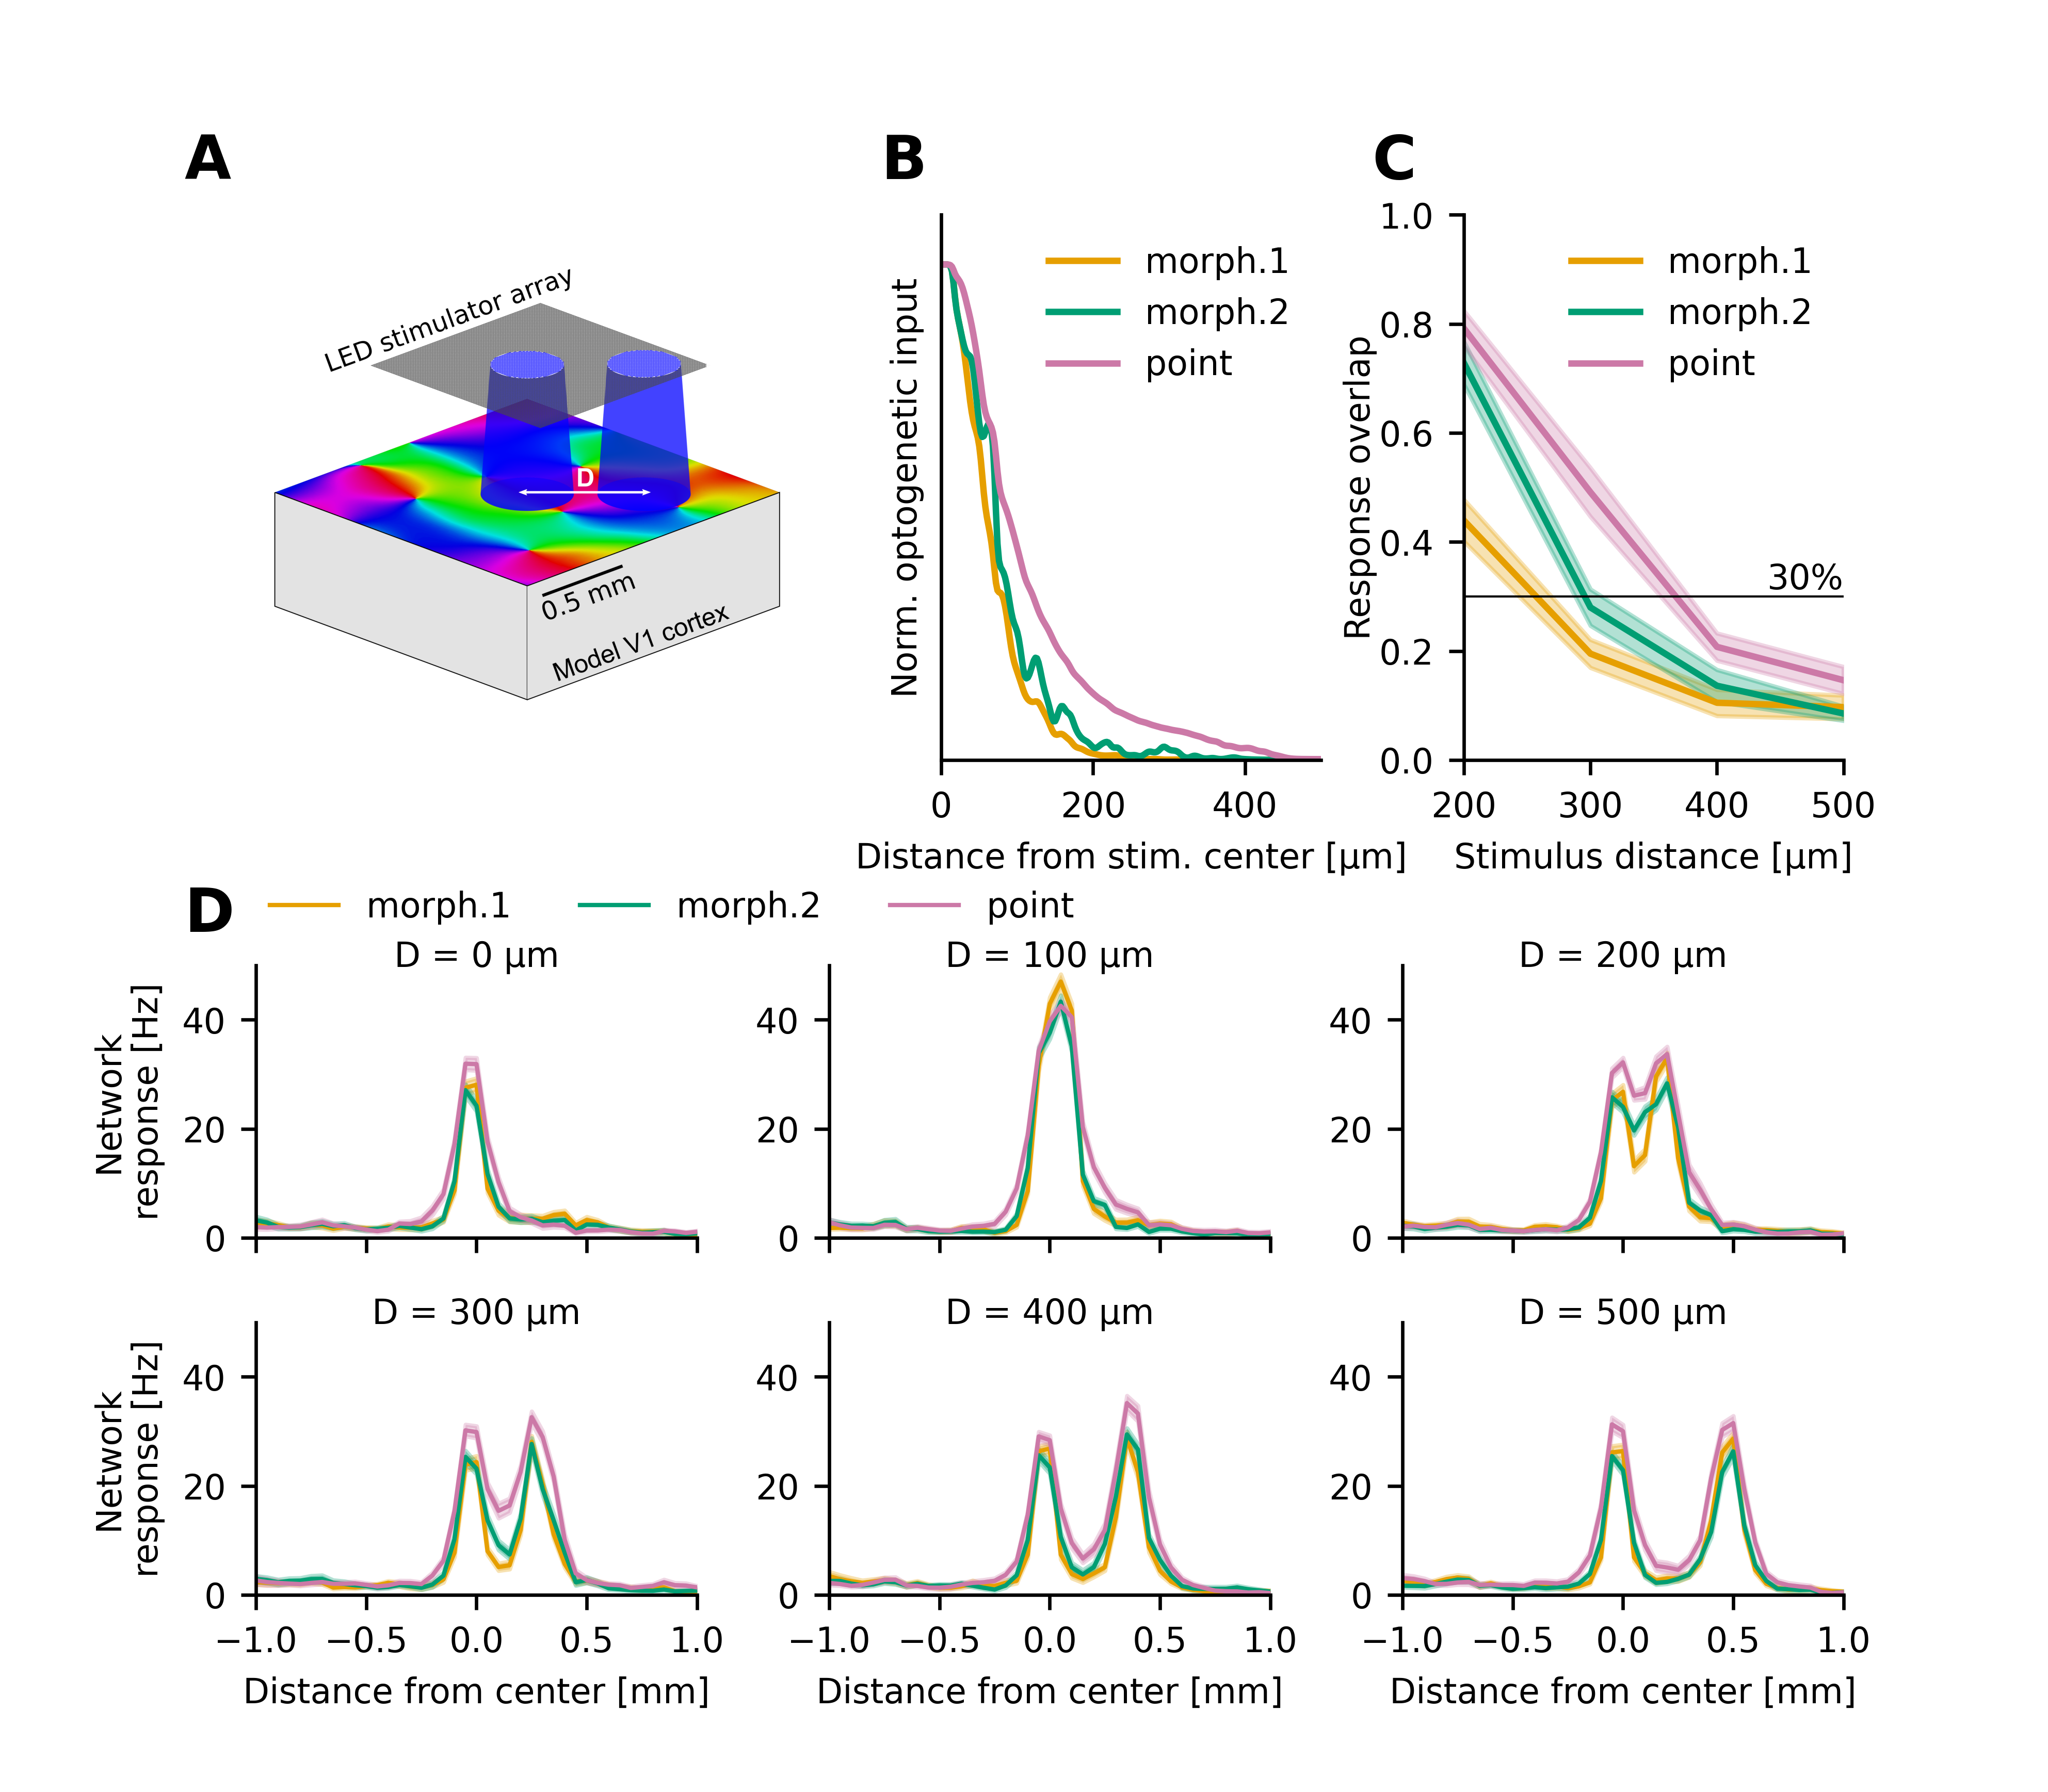 A
LED stimulator array
D
0.5 mm
Model V1 cortex
B
morph.1
morph.2
point
Norm. optogenetic input
0 200 400
Distance from stim. center [μm]
C
1.0
0.8
0.6
0.4
0.2
0.0
morph.1
morph.2
point
30%
Response overlap
200 300 400 500
Stimulus distance [μm]
D
morph.1 morph.2 point
D = 0 μm
Network
response [Hz]
40
20
0
D = 100 μm
40
20
0
D = 200 μm
40
20
0
D = 300 μm
Network
response [Hz]
40
20
0
−1.0 −0.5 0.0 0.5 1.0
Distance from center [mm]
D = 400 μm
40
20
0
−1.0 −0.5 0.0 0.5 1.0
Distance from center [mm]
D = 500 μm
40
20
0
−1.0 −0.5 0.0 0.5 1.0
Distance from center [mm]